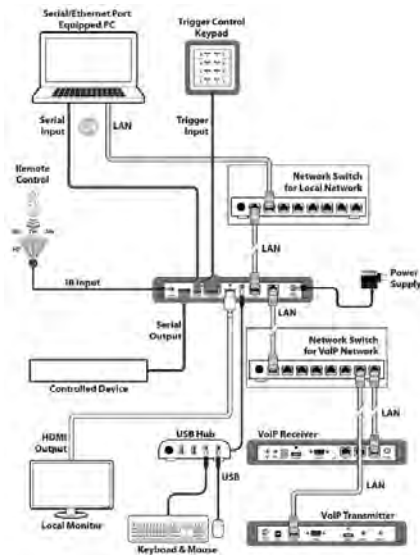 Serial/Ethernet Port
Equipped PC
Trigger Control
Keypad
Serial
Input
LAN
Trigger
Input
Remote
Control
Network Switch
for Local Network
LAN
IR Input
Power
Supply
Serial
Output
LAN
Controlled Device
Network Switch
for VoIP Network
HDMI
Output
USB Hub
VoIP Receiver
LAN
USB
LAN
Local Monitor
Keyboard & Mouse
VoIP Transmitter